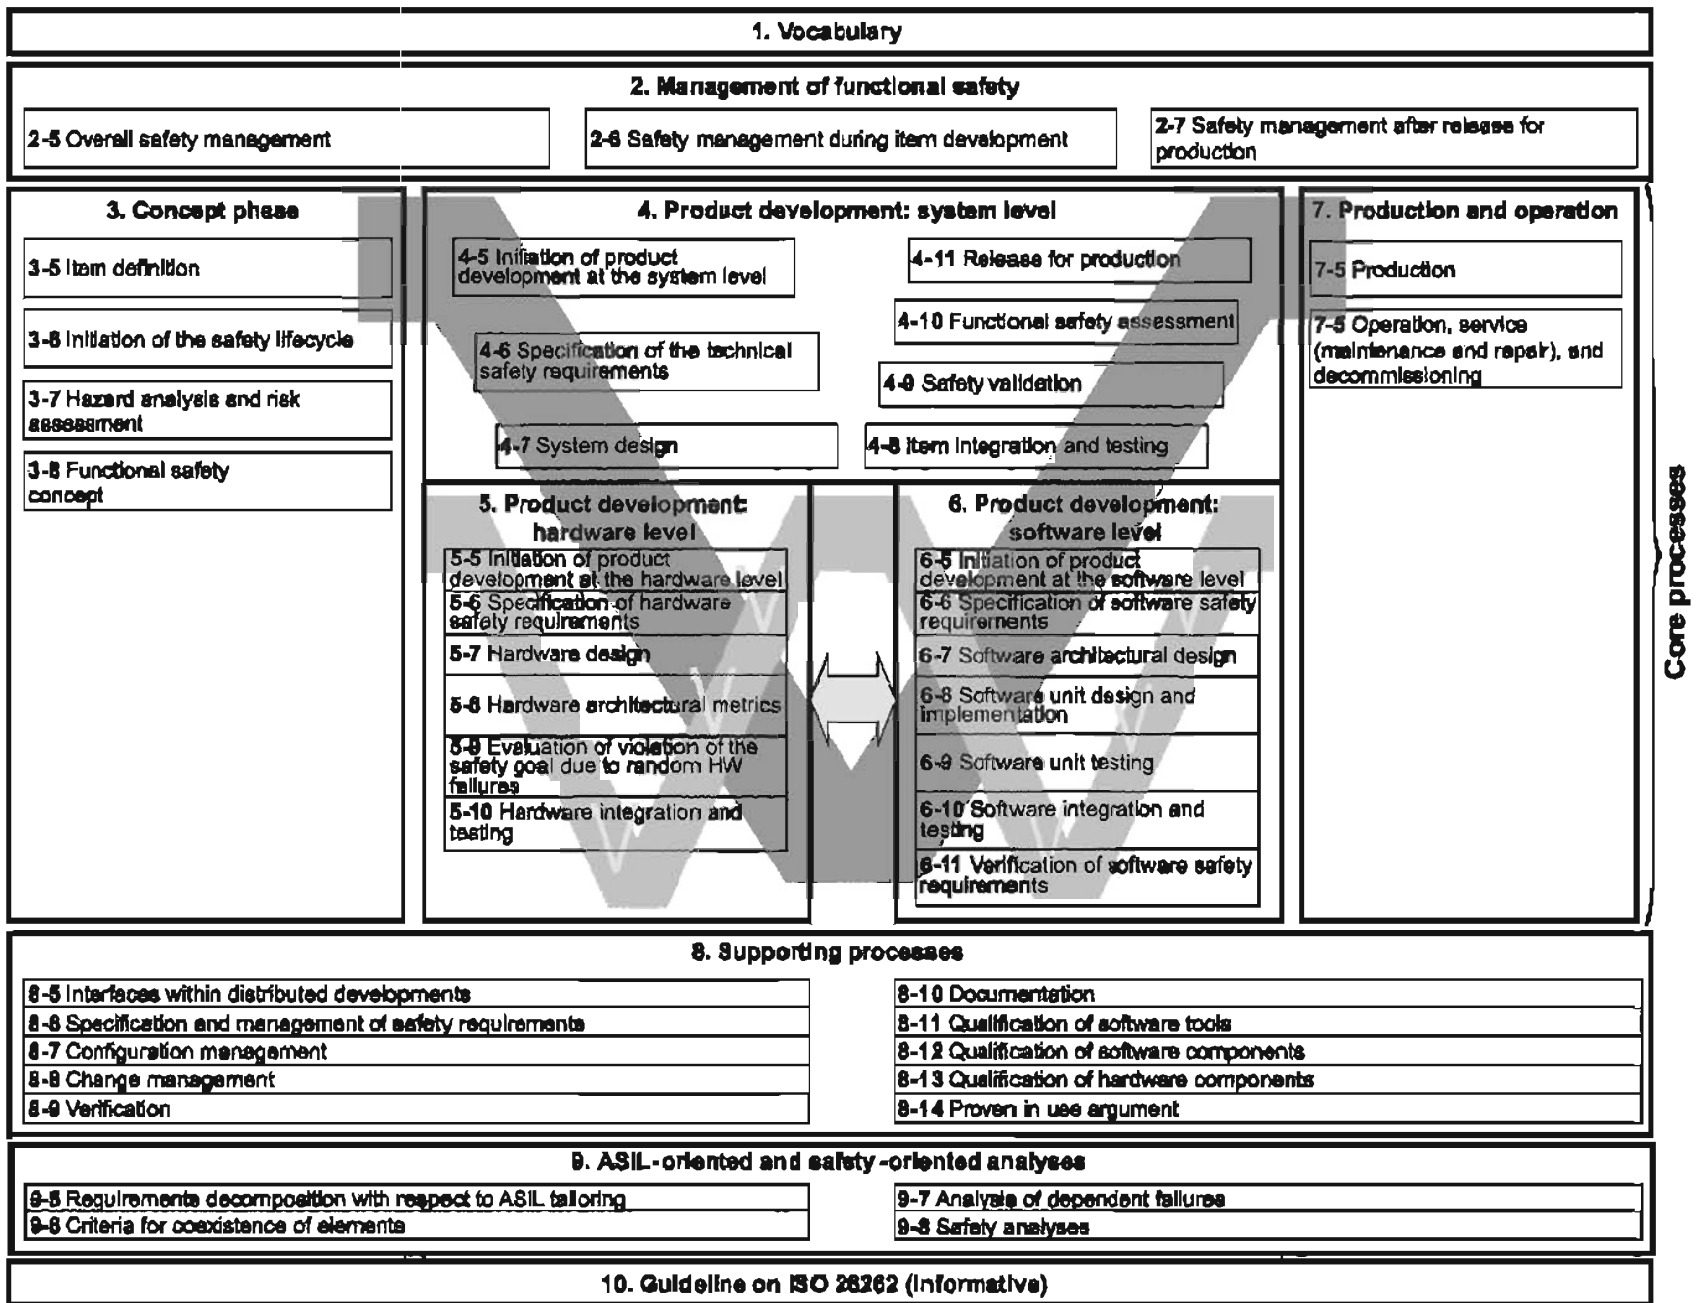 1. Vocabulary
2. Management of functional safety
2-5 Overall safety management
2-6 Safety management during item development
2-7 Safety management after release for
production
3. Concept phase
3-5 Item definition
3-6 Initiation of the safety lifecycle
3-7 Hazard analysis and risk
assessment
3-8 Functional safety
concept
4. Product development: system level
4-5 Initiation of product
development at the system level
4-6 Specification of the technical
safety requirements
4-7 System design
4-11 Release for production
4-10 Functional safety assessment
4-9 Safety validation
4-8 Item Integration and testing
7. Production and operation
7-5 Production
7-5 Operation, service
(maintenance and repair), and
decommissioning
5. Product development:
hardware level
5-5 Initiation of product
development at the hardware level
5-6 Specification of hardware
safety requirements
5-7 Hardware design
5-8 Hardware architectural metrics
5-9 Evaluation of violation of the
safety goal due to random HW
failures
5-10 Hardware integration and
testing
6. Product development:
software level
6-5 Initiation of product
development at the software level
6-6 Specification of software safety
requirements
6-7 Software architectural design
6-8 Software unit design and
implementation
6-9 Software unit testing
6-10 Software integration and
testing
6-11 Verification of software safety
requirements
Core processes
8. Supporting processes
8-5 Interfaces within distributed developments
8-6 Specification and management of safety requirements
8-7 Configuration management
8-8 Change management
8-9 Verification
8-10 Documentation
8-11 Qualification of software tools
8-12 Qualification of software components
8-13 Qualification of hardware components
8-14 Proven in use argument
9. ASIL-oriented and safety-oriented analyses
9-5 Requirements decomposition with respect to ASIL tailoring
9-6 Criteria for coexistence of elements
9-7 Analysis of dependent failures
9-8 Safety analyses
10. Guideline on ISO 26262 (Informative)